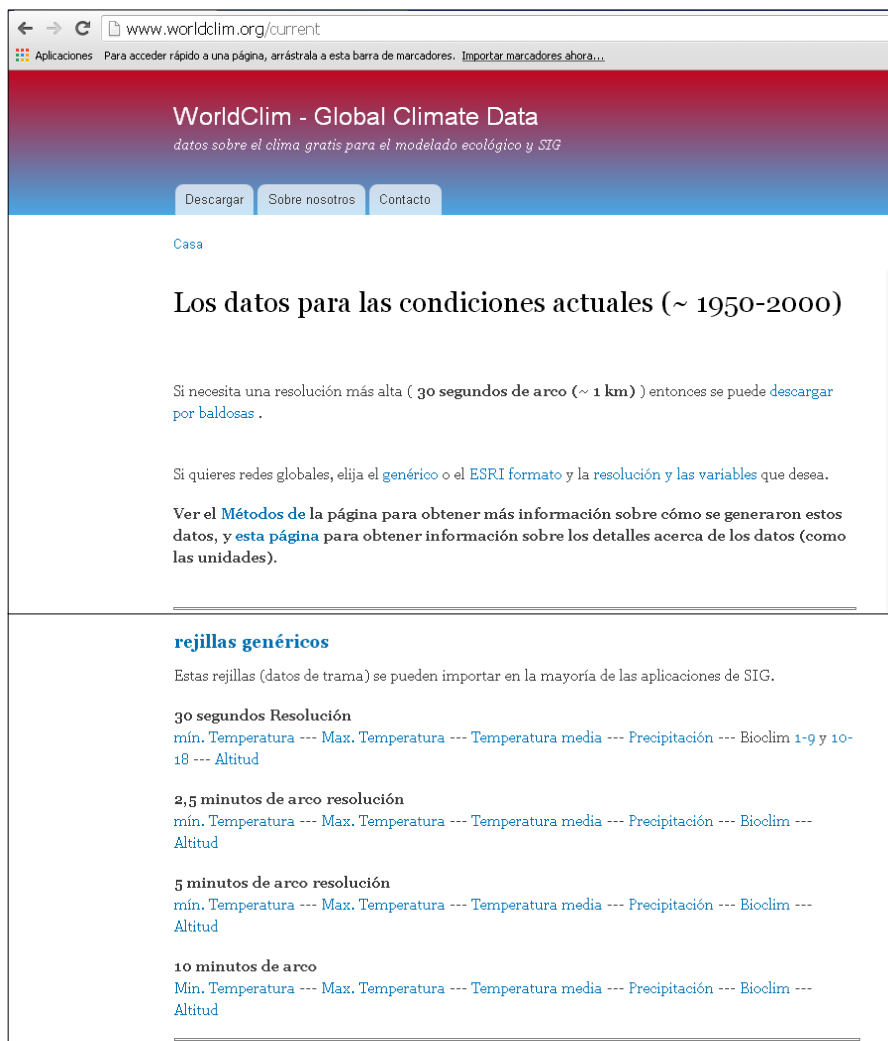 www.worldclim.org/current
Aplicaciones Para acceder rápido a una página, arrástrala a esta barra de marcadores. Importar marcadores ahora...
WorldClim - Global Climate Data
datos sobre el clima gratis para el modelado ecológico y SIG
Descargar Sobre nosotros Contacto
Casa
Los datos para las condiciones actuales (~ 1950-2000)
Si necesita una resolución más alta ( 30 segundos de arco (~ 1 km) ) entonces se puede descargar
por baldosas .
Si quieres redes globales, elija el genérico o el ESRI formato y la resolución y las variables que desea.
Ver el Métodos de la página para obtener más información sobre cómo se generaron estos
datos, y esta página para obtener información sobre los detalles acerca de los datos (como
las unidades).
rejillas genéricos
Estas rejillas (datos de trama) se pueden importar en la mayoría de las aplicaciones de SIG.
30 segundos Resolución
mín. Temperatura --- Max. Temperatura --- Temperatura media --- Precipitación --- Bioclim 1-9 y 10-
18 --- Altitud
2,5 minutos de arco resolución
mín. Temperatura --- Max. Temperatura --- Temperatura media --- Precipitación --- Bioclim ---
Altitud
5 minutos de arco resolución
mín. Temperatura --- Max. Temperatura --- Temperatura media --- Precipitación --- Bioclim ---
Altitud
10 minutos de arco
Min. Temperatura --- Max. Temperatura --- Temperatura media --- Precipitación --- Bioclim ---
Altitud